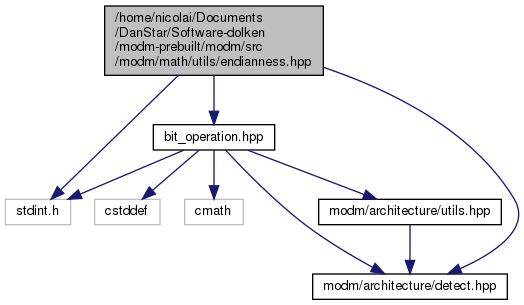 /home/nicolai/Documents
/DanStar/Software-dolken
/modm-prebuilt/modm/src
/modm/math/utils/endianness.hpp
bit_operation.hpp
stdint.h
cstddef
cmath
modm/architecture/utils.hpp
modm/architecture/detect.hpp